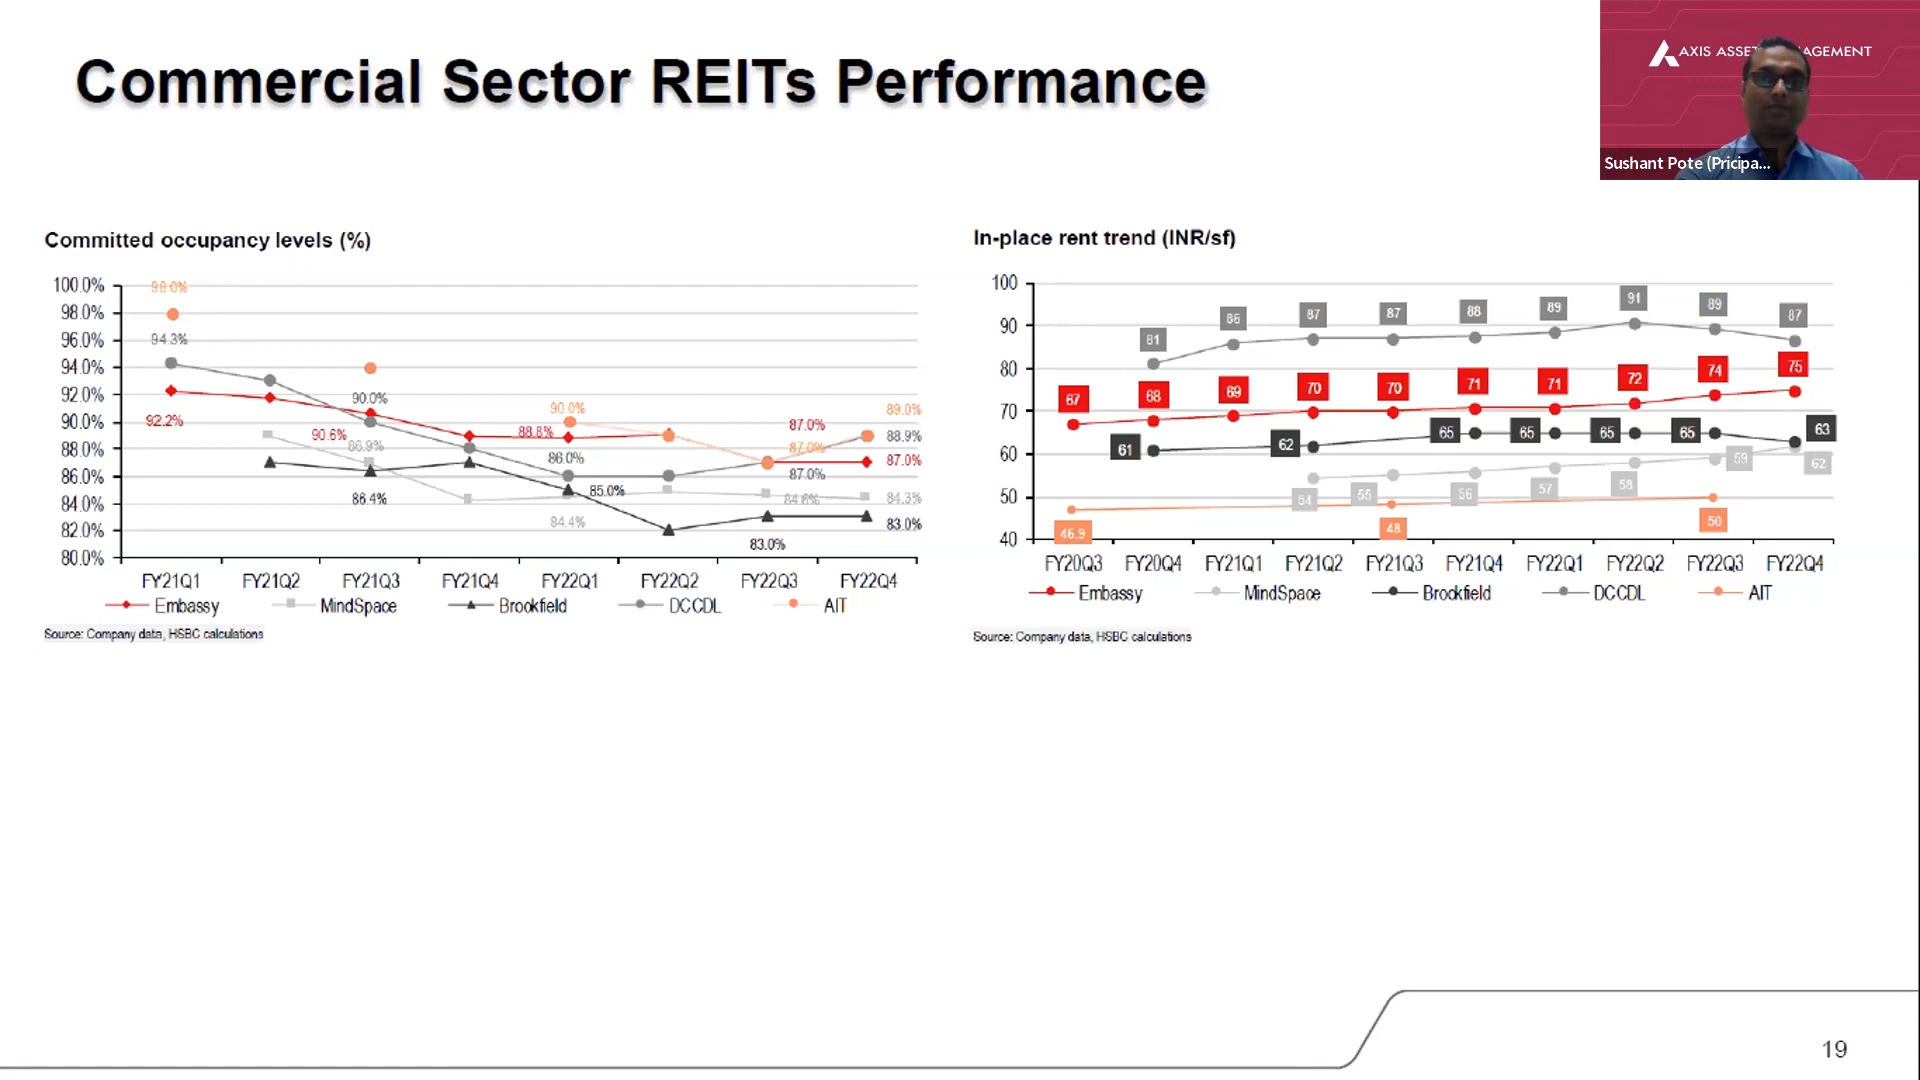 Commercial Sector REITs Performance
AXIS ASSET
AGEMENT
Sushant Pote (Pricipa...
Committed occupancy levels (%)
100.0%
98.0%
96.0%
94.0%
92.0%
90.0%
88.0%
86.0%
84.0%
82.0%
80.0%
98.0%
94.3%
92.2%
90.0%
90.6%
86.9%
86.4%
90.0%
88.8%
86.0%
85.0%
84.4%
87.0%
87.0%
87.0%
84.6%
83.0%
89.0%
88.9%
87.0%
84.3%
83.0%
FY21Q1 FY21Q2 FY21Q3 FY21Q4 FY22Q1 FY22Q2 FY22Q3 FY22Q4
Embassy MindSpace Brookfield DCCDL AIT
Source: Company data, HSBC calculations
In-place rent trend (INR/sf)
100
90
80
70
60
50
40
81 86 87 87 88 89 91 89 87
67 68 69 70 70 71 71 72 74 75
61 62 65 65 65 65 63
54 55 56 57 58 59 62
46.9 48 50
FY20Q3 FY20Q4 FY21Q1 FY21Q2 FY21Q3 FY21Q4 FY22Q1 FY22Q2 FY22Q3 FY22Q4
Embassy MindSpace Brookfield DCCDL AIT
Source: Company data, HSBC calculations
19